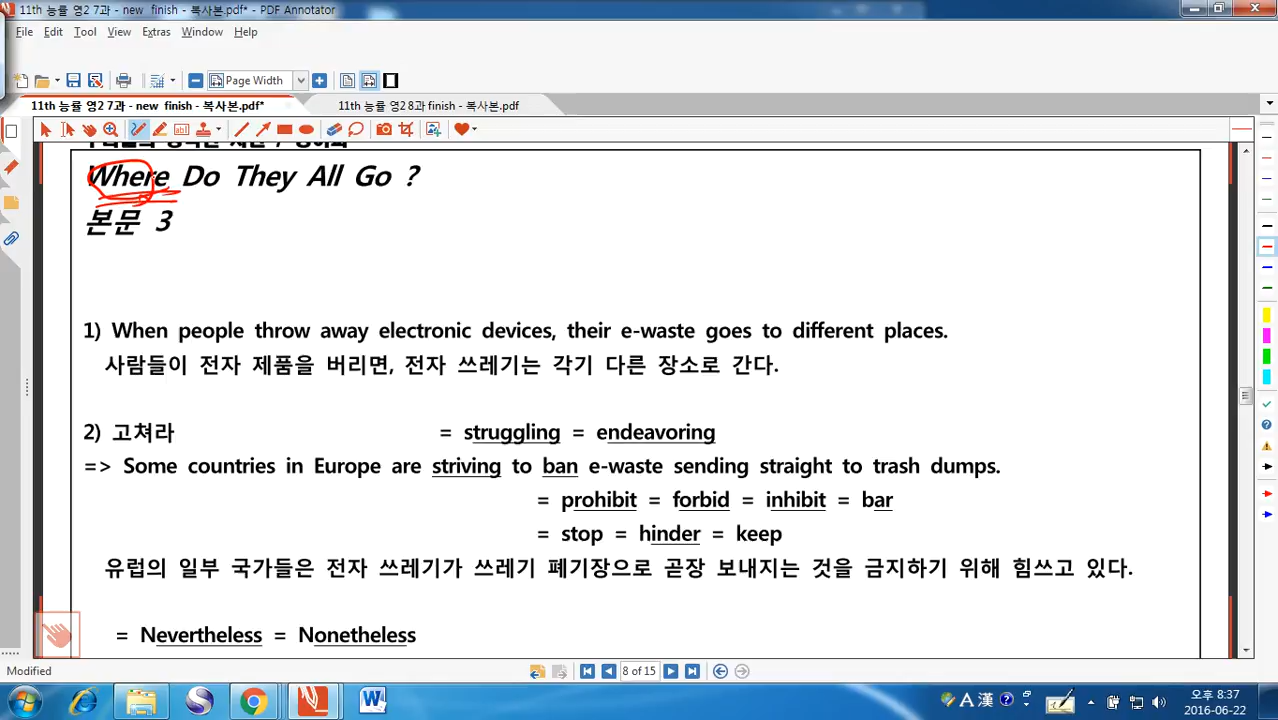 11th 능률 영2 7과 - new finish - 복사본.pdf* - PDF Annotator
File Edit Tool View Extras Window Help
Page Width
11th 능률 영2 7과 - new finish - 복사본.pdf* 11th 능률 영2 8과 finish - 복사본.pdf
Where Do They All Go ?
본문 3
1) When people throw away electronic devices, their e-waste goes to different places.
사람들이 전자 제품을 버리면, 전자 쓰레기는 각기 다른 장소로 간다.
2) 고쳐라 = struggling = endeavoring
=> Some countries in Europe are striving to ban e-waste sending straight to trash dumps.
= prohibit = forbid = inhibit = bar
= stop = hinder = keep
유럽의 일부 국가들은 전자 쓰레기가 쓰레기 폐기장으로 곧장 보내지는 것을 금지하기 위해 힘쓰고 있다.
= Nevertheless = Nonetheless
Modified 8 of 15
A 漢 오후 8:37
2016-06-22